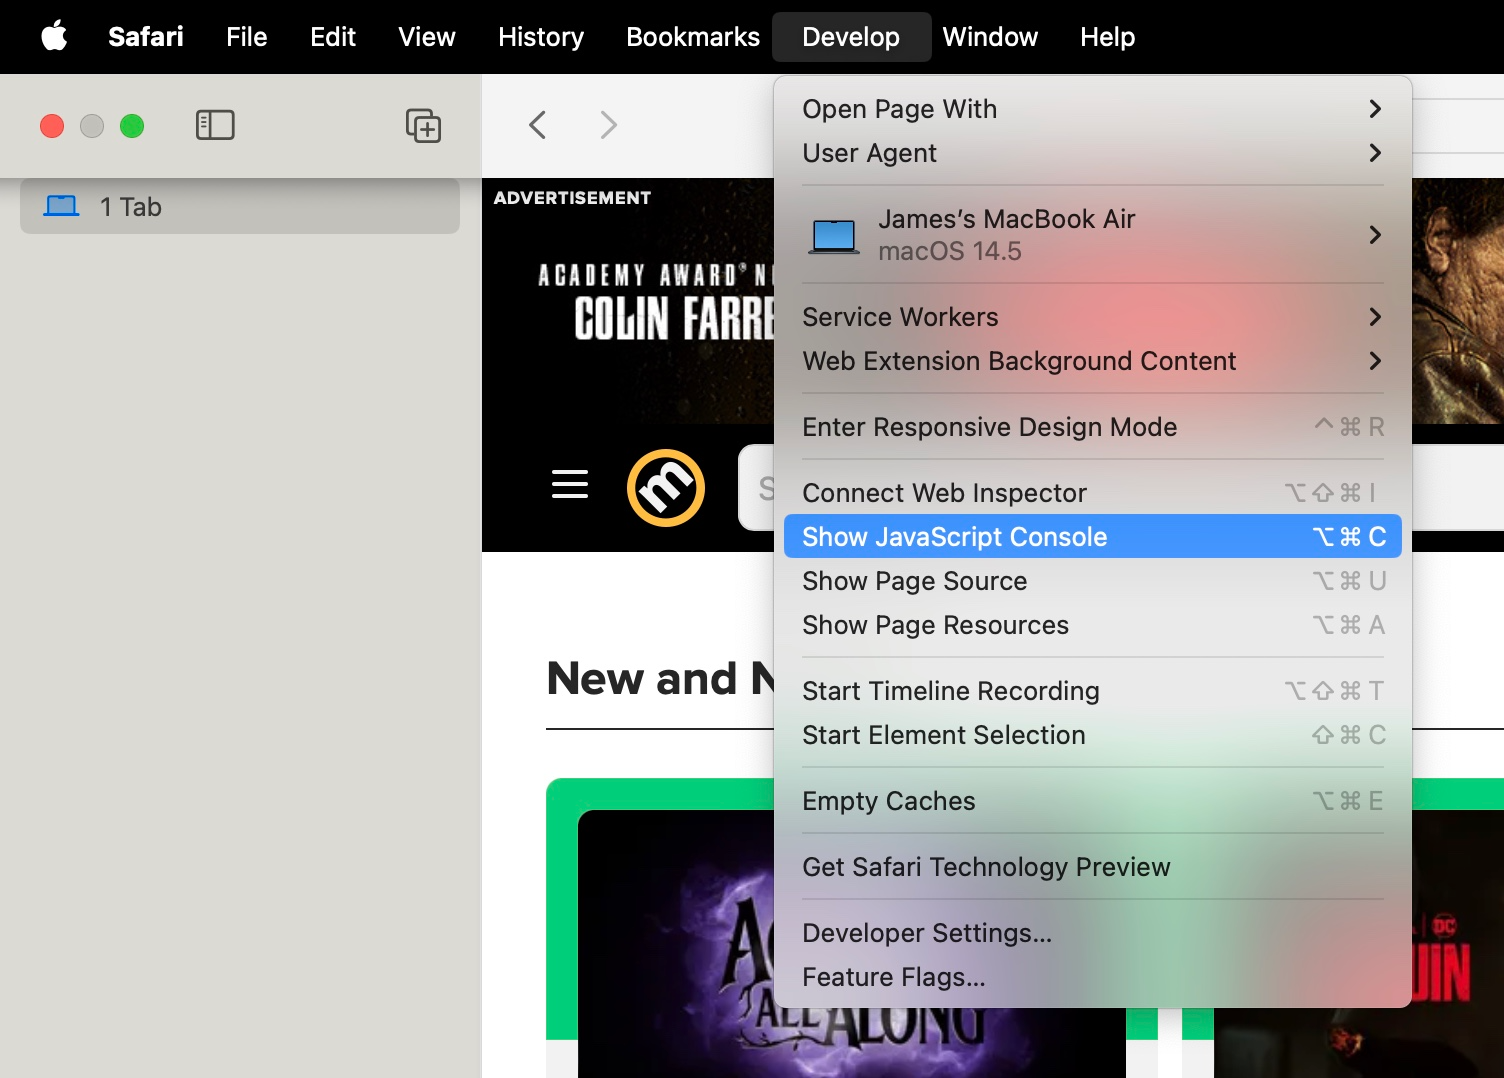 Safari File Edit View History Bookmarks Develop Window Help
1 Tab
ADVERTISEMENT
ACADEMY AWARD® N
COLIN FARRE
m
S
New and N
ALL ALONG
DC
UIN
Open Page With
User Agent
James’s MacBook Air
macOS 14.5
Service Workers
Web Extension Background Content
Enter Responsive Design Mode ⌃⌘R
Connect Web Inspector ⌥⇧⌘I
Show JavaScript Console ⌥⌘C
Show Page Source ⌥⌘U
Show Page Resources ⌥⌘A
Start Timeline Recording ⌥⇧⌘T
Start Element Selection ⇧⌘C
Empty Caches ⌥⌘E
Get Safari Technology Preview
Developer Settings...
Feature Flags...